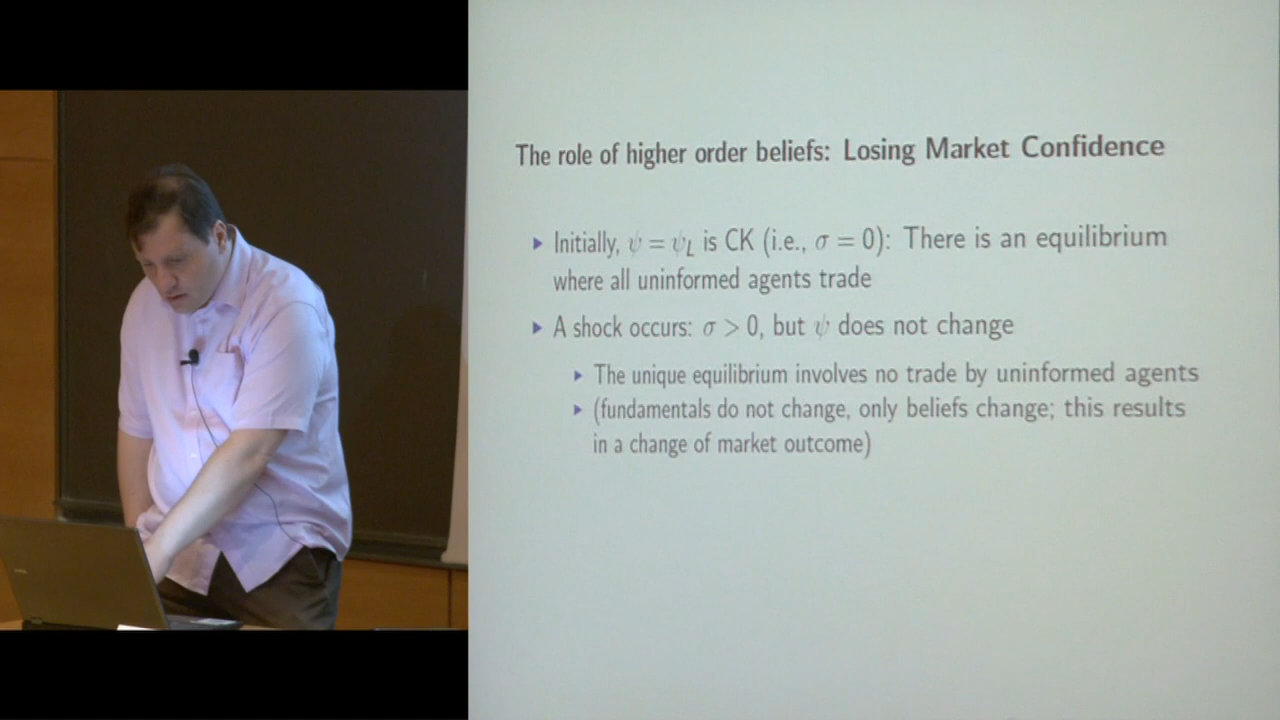 The role of higher order beliefs: Losing Market Confidence
▸ Initially, ψ = ψ_L is CK (i.e., σ = 0): There is an equilibrium
where all uninformed agents trade
▸ A shock occurs: σ > 0, but ψ does not change
▸ The unique equilibrium involves no trade by uninformed agents
▸ (fundamentals do not change, only beliefs change; this results
in a change of market outcome)